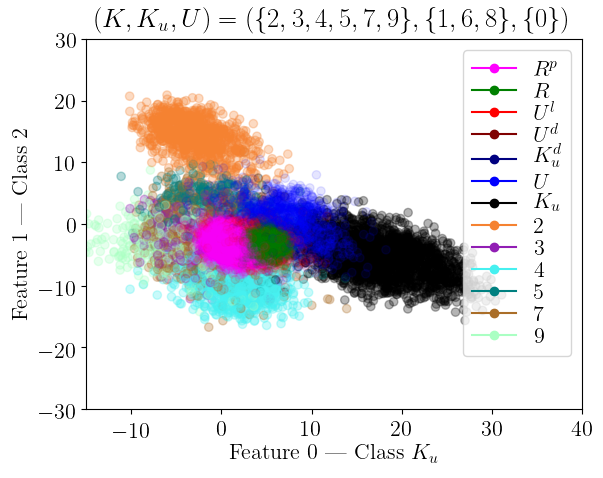 (K, K_u, U) = ({2, 3, 4, 5, 7, 9}, {1, 6, 8}, {0})
30
20
10
0
−10
−20
−30
Feature 1 — Class 2
R^p
R
U^l
U^d
K_u^d
U
K_u
2
3
4
5
7
9
−10 0 10 20 30 40
Feature 0 — Class K_u